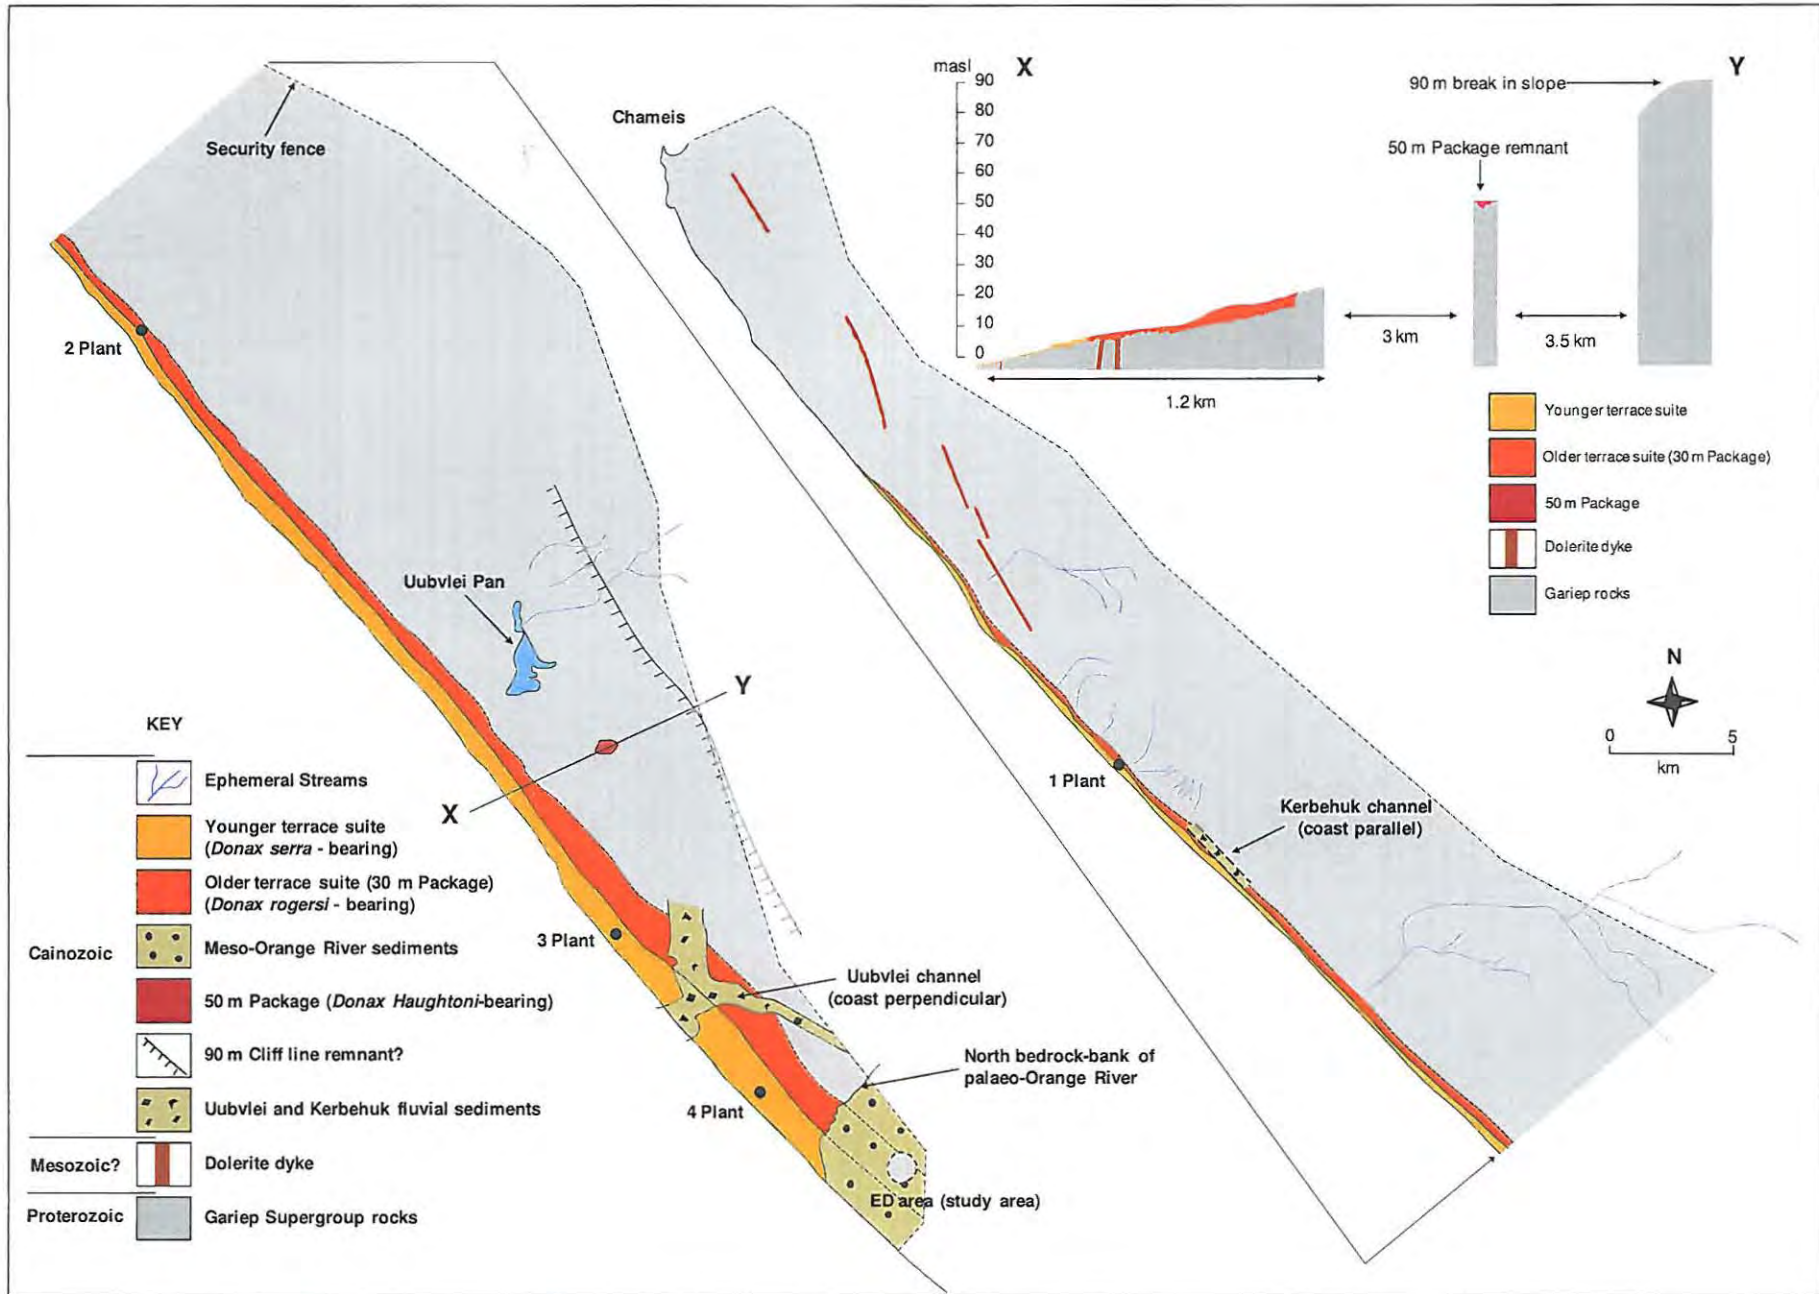 Security fence
2 Plant
Uubvlei Pan
Y
X
3 Plant
Uubvlei channel
(coast perpendicular)
North bedrock-bank of
palaeo-Orange River
4 Plant
ED area (study area)
KEY
Cainozoic
Ephemeral Streams
Younger terrace suite
(Donax serra - bearing)
Older terrace suite (30 m Package)
(Donax rogersi - bearing)
Meso-Orange River sediments
50 m Package (Donax Haughtoni-bearing)
90 m Cliff line remnant?
Uubvlei and Kerbehuk fluvial sediments
Mesozoic?
Dolerite dyke
Proterozoic
Gariep Supergroup rocks
Chameis
1 Plant
Kerbehuk channel
(coast parallel)
masl
X
90
80
70
60
50
40
30
20
10
0
1.2 km
3 km
50 m Package remnant
3.5 km
90 m break in slope
Y
Younger terrace suite
Older terrace suite (30 m Package)
50 m Package
Dolerite dyke
Gariep rocks
N
0 5
km